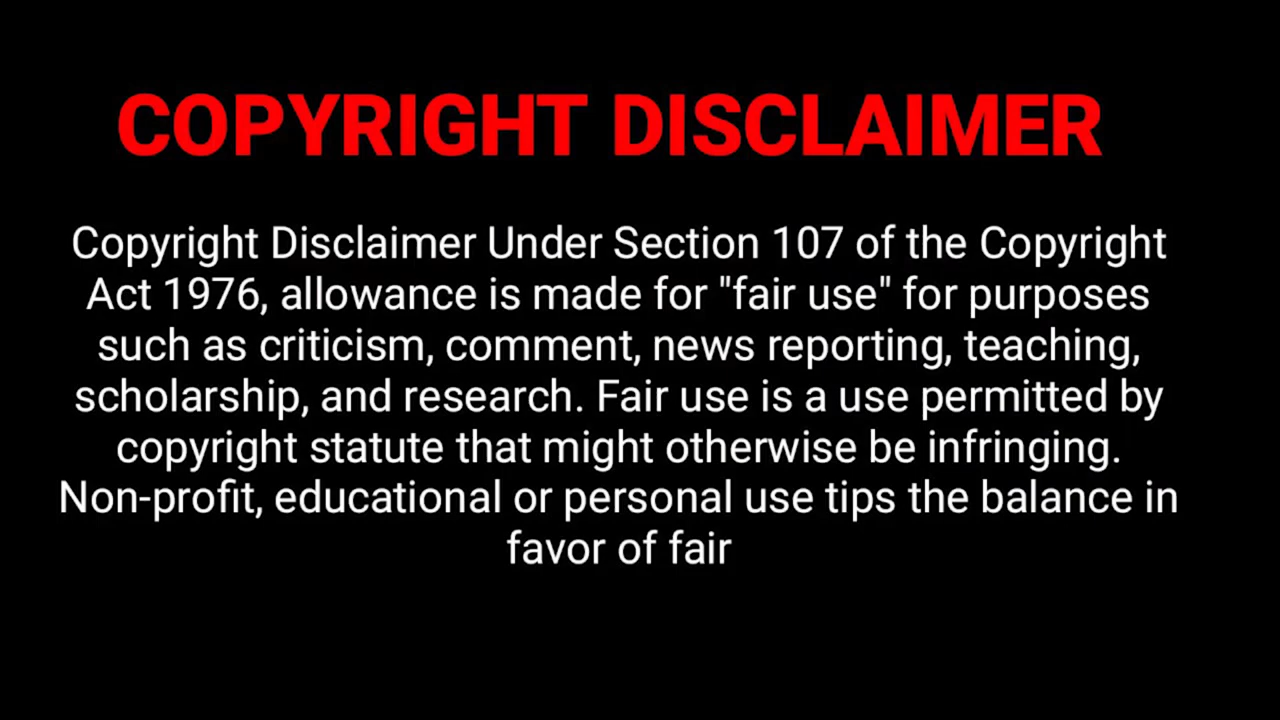 COPYRIGHT DISCLAIMER
Copyright Disclaimer Under Section 107 of the Copyright
Act 1976, allowance is made for "fair use" for purposes
such as criticism, comment, news reporting, teaching,
scholarship, and research. Fair use is a use permitted by
copyright statute that might otherwise be infringing.
Non-profit, educational or personal use tips the balance in
favor of fair